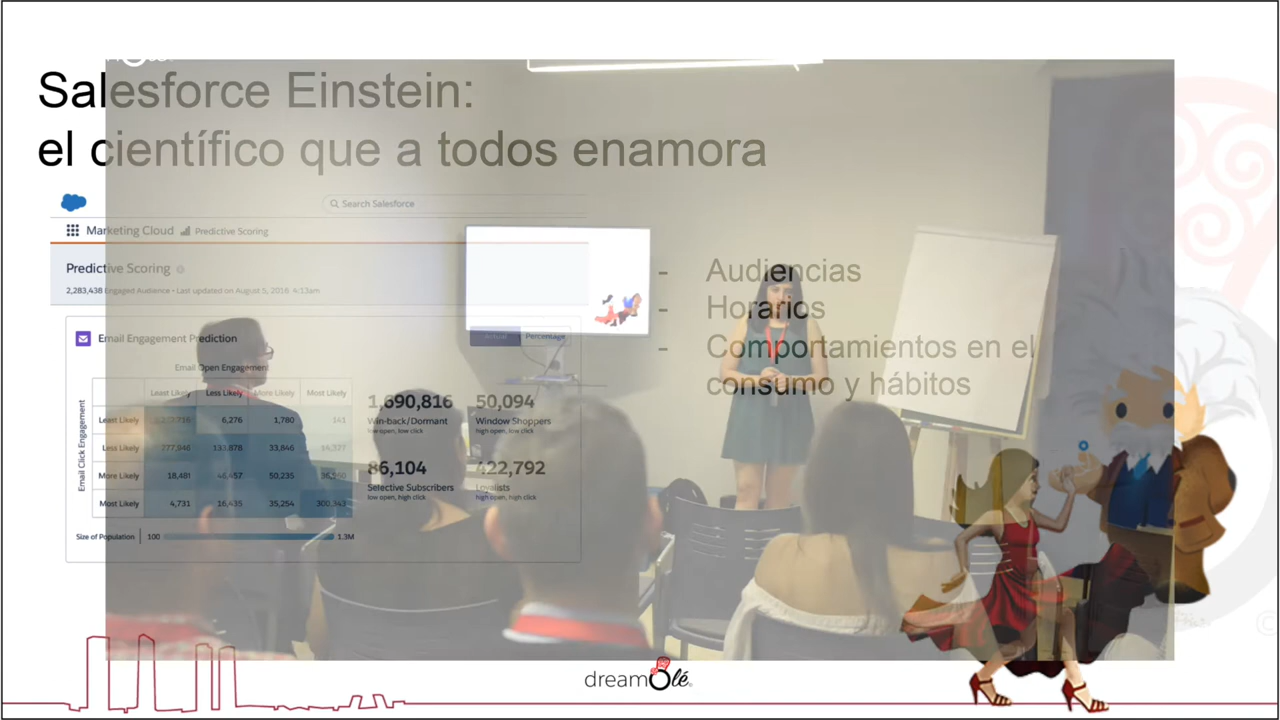 Salesforce Einstein:
el científico que a todos enamora
Search Salesforce
Marketing Cloud Predictive Scoring
Predictive Scoring
2,283,438 Engaged Audience • Last updated on August 5, 2016 4:13am
- Audiencias
- Horarios
- Comportamientos en el
consumo y hábitos
Email Engagement Prediction
Percentage
Email Open Engagement
Least Likely Less Likely More Likely Most Likely
Email Click Engagement
Least Likely 6,276 1,780 141
Less Likely 277,946 133,878 33,846
More Likely 18,481 46,457 50,235
Most Likely 4,731 16,435 35,254 300,343
1,690,816
Win-back/Dormant
low open, low click
50,094
Window Shoppers
high open, low click
86,104
Selective Subscribers
low open, high click
422,792
Loyalists
high open, high click
Size of Population 100 1.3M
dreamOlé